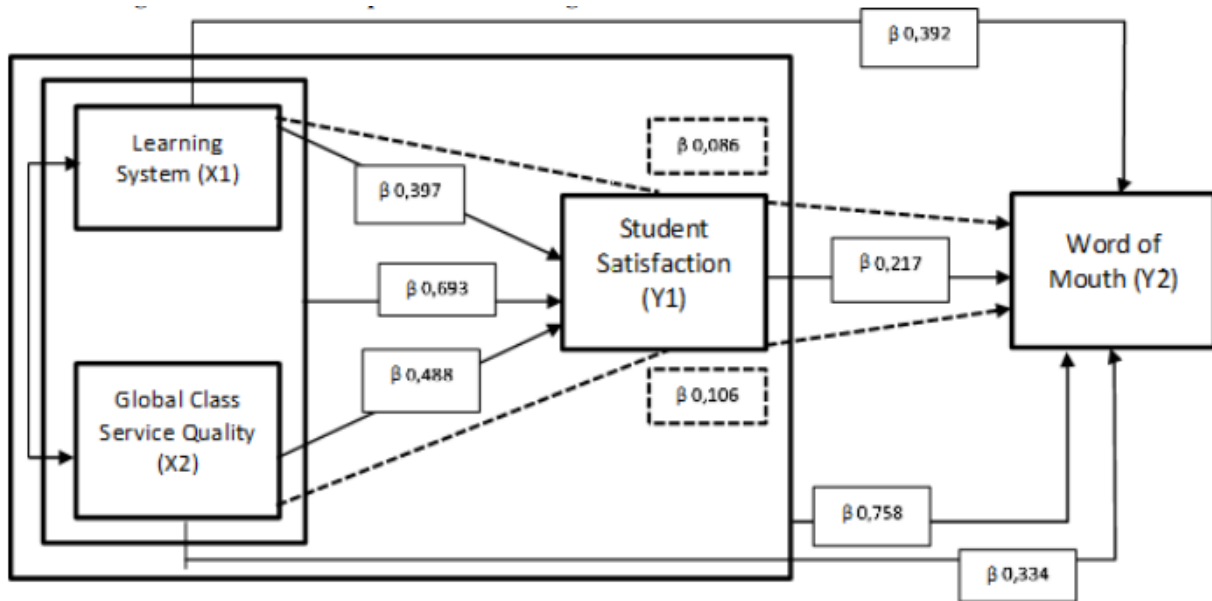 β 0,392
Learning
System (X1)
β 0,086
β 0,397
Student
Satisfaction
(Y1)
Word of
Mouth (Y2)
β 0,217
β 0,693
β 0,488
Global Class
Service Quality
(X2)
β 0,106
β 0,758
β 0,334